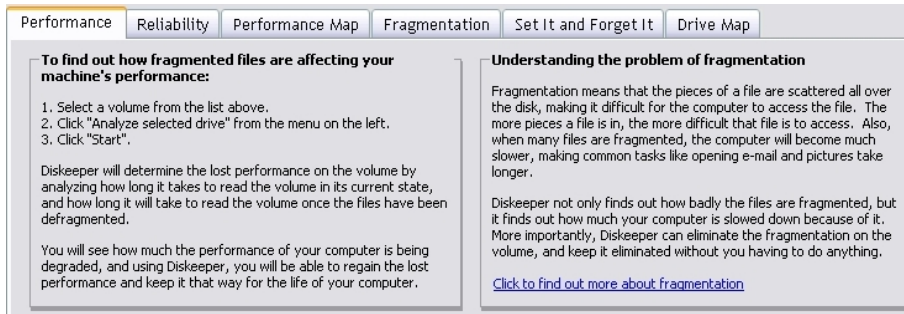 Performance
Reliability
Performance Map
Fragmentation
Set It and Forget It
Drive Map
To find out how fragmented files are affecting your
machine's performance:
1. Select a volume from the list above.
2. Click "Analyze selected drive" from the menu on the left.
3. Click "Start".
Diskeeper will determine the lost performance on the volume by
analyzing how long it takes to read the volume in its current state,
and how long it will take to read the volume once the files have been
defragmented.
You will see how much the performance of your computer is being
degraded, and using Diskeeper, you will be able to regain the lost
performance and keep it that way for the life of your computer.
Understanding the problem of fragmentation
Fragmentation means that the pieces of a file are scattered all over
the disk, making it difficult for the computer to access the file. The
more pieces a file is in, the more difficult that file is to access. Also,
when many files are fragmented, the computer will become much
slower, making common tasks like opening e-mail and pictures take
longer.
Diskeeper not only finds out how badly the files are fragmented, but
it finds out how much your computer is slowed down because of it.
More importantly, Diskeeper can eliminate the fragmentation on the
volume, and keep it eliminated without you having to do anything.
Click to find out more about fragmentation